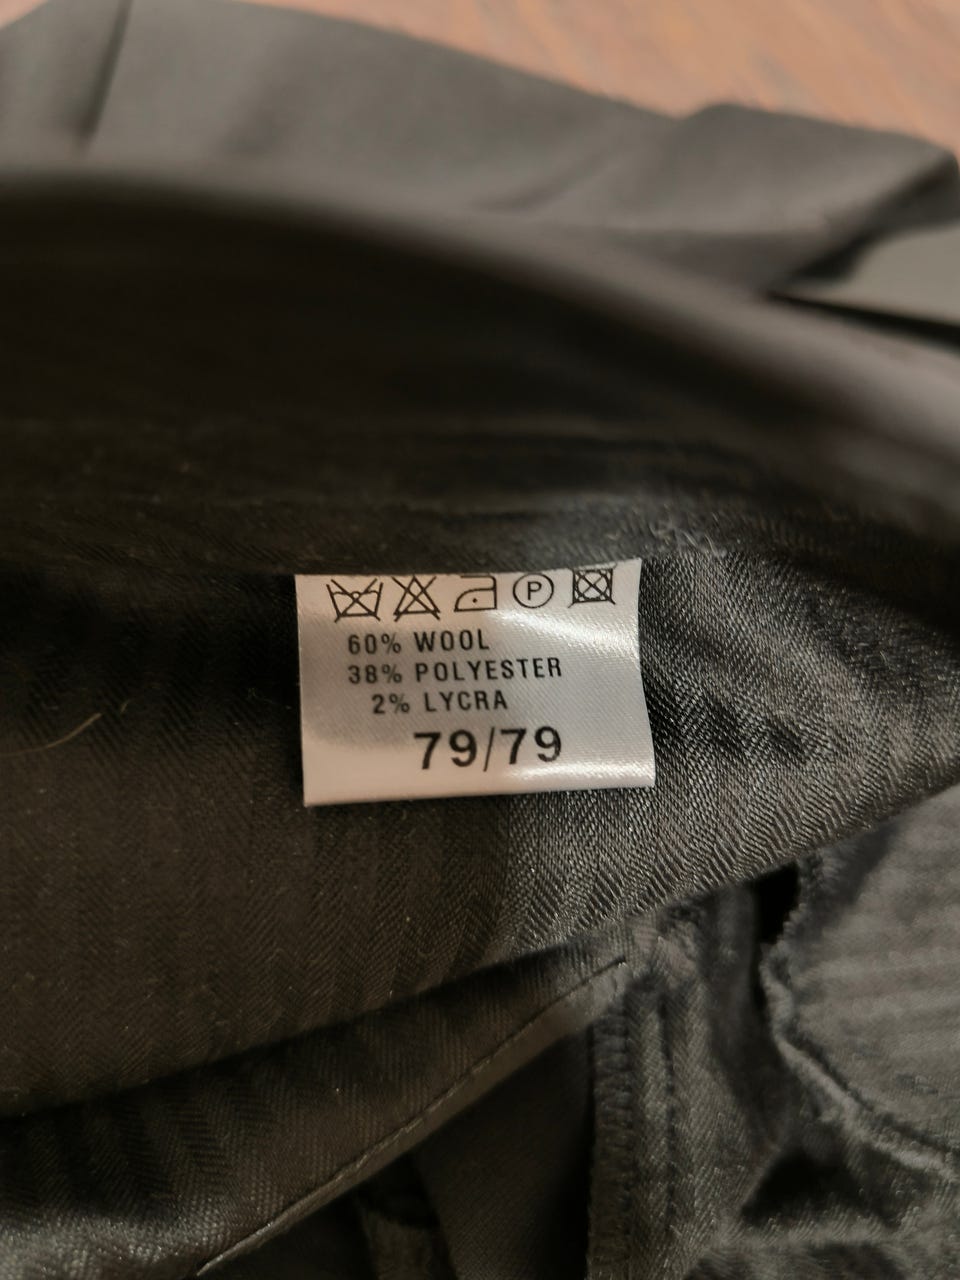 P
60% WOOL
38% POLYESTER
2% LYCRA
79/79